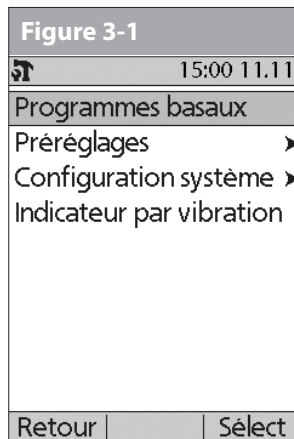 Figure 3-1
15:00 11.11
Programmes basaux
Préréglages
Configuration système
Indicateur par vibration
Retour Sélect